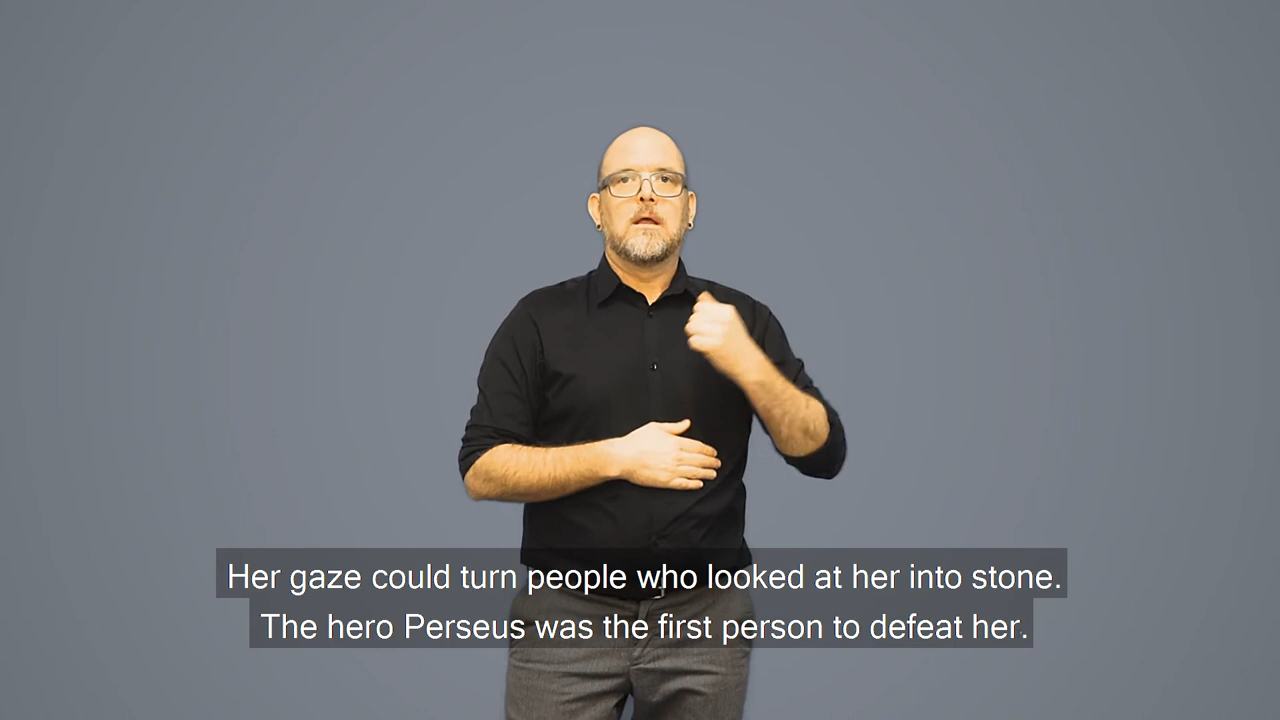 Her gaze could turn people who looked at her into stone.
The hero Perseus was the first person to defeat her.